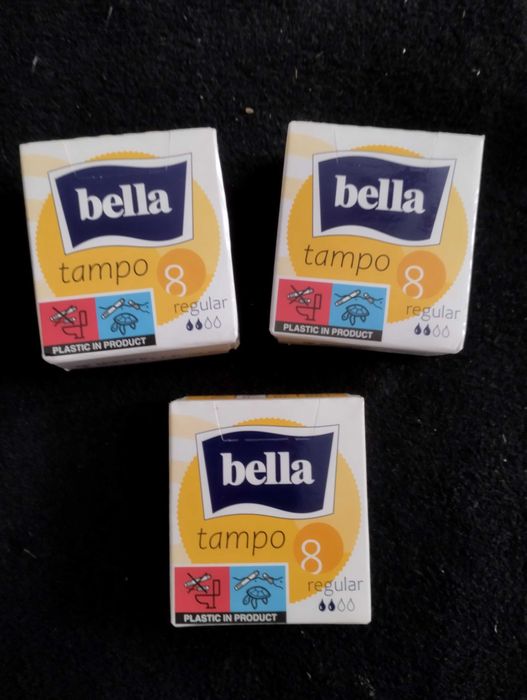 bella
tampo
8
regular
PLASTIC IN PRODUCT
bella
tampo
8
regular
PLASTIC IN PRODUCT
bella
tampo
8
regular
PLASTIC IN PRODUCT